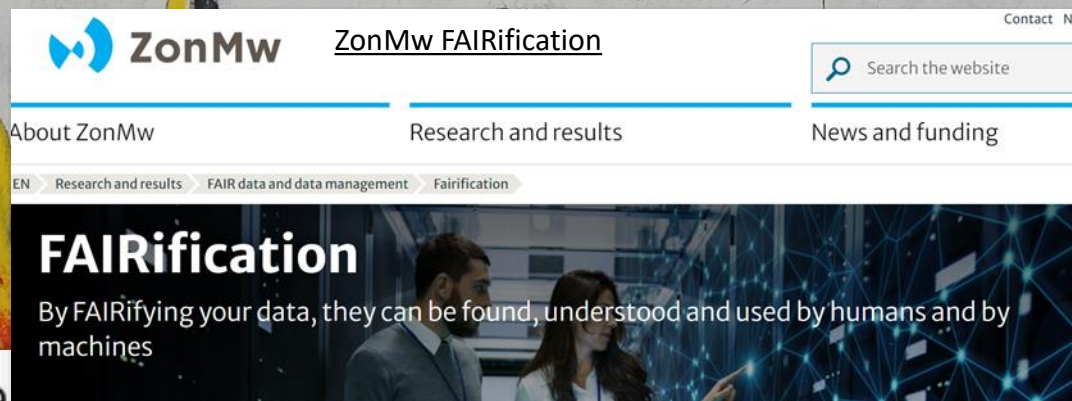 Contact N
ZonMw
ZonMw FAIRification
Search the website
About ZonMw
Research and results
News and funding
EN
Research and results
FAIR data and data management
Fairification
FAIRification
By FAIRifying your data, they can be found, understood and used by humans and by
machines